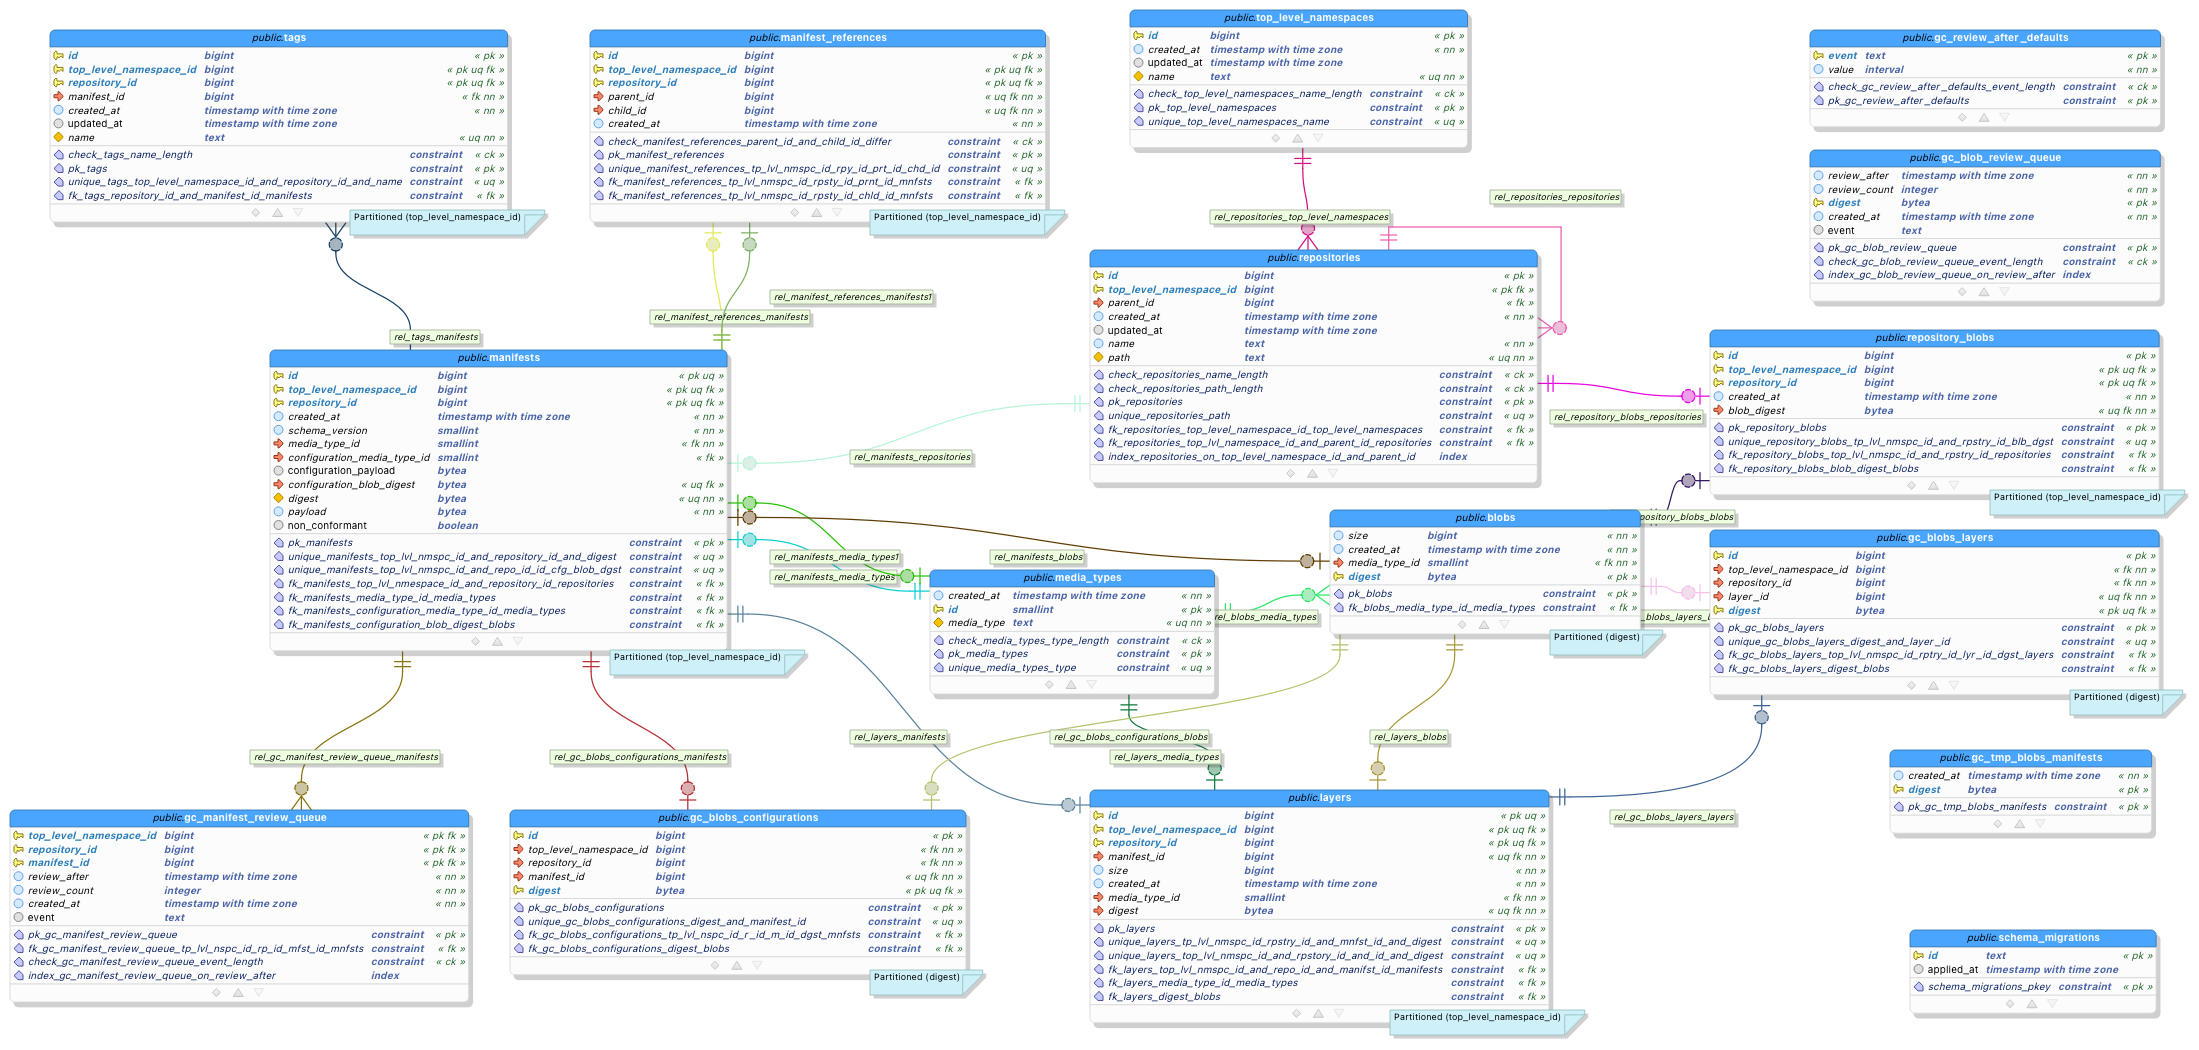 public.tags
id bigint « pk »
top_level_namespace_id bigint « pk uq fk »
repository_id bigint « pk uq fk »
manifest_id bigint « fk nn »
created_at timestamp with time zone « nn »
updated_at timestamp with time zone
name text « uq nn »
check_tags_name_length constraint « ck »
pk_tags constraint « pk »
unique_tags_top_level_namespace_id_and_repository_id_and_name constraint « uq »
fk_tags_repository_id_and_manifest_id_manifests constraint « fk »
Partitioned (top_level_namespace_id)
public.manifest_references
id bigint « pk »
top_level_namespace_id bigint « pk uq fk »
repository_id bigint « pk uq fk »
parent_id bigint « uq fk nn »
child_id bigint « uq fk nn »
created_at timestamp with time zone « nn »
check_manifest_references_parent_id_and_child_id_differ constraint « ck »
pk_manifest_references constraint « pk »
unique_manifest_references_tp_lvl_nmspc_id_rpy_id_prt_id_chd_id constraint « uq »
fk_manifest_references_tp_lvl_nmspc_id_rpsty_id_prnt_id_mnfsts constraint « fk »
fk_manifest_references_tp_lvl_nmspc_id_rpsty_id_chld_id_mnfsts constraint « fk »
Partitioned (top_level_namespace_id)
public.top_level_namespaces
id bigint « pk »
created_at timestamp with time zone « nn »
updated_at timestamp with time zone
name text « uq nn »
check_top_level_namespaces_name_length constraint « ck »
pk_top_level_namespaces constraint « pk »
unique_top_level_namespaces_name constraint « uq »
public.gc_review_after_defaults
event text « pk »
value interval « nn »
check_gc_review_after_defaults_event_length constraint « ck »
pk_gc_review_after_defaults constraint « pk »
public.gc_blob_review_queue
review_after timestamp with time zone « nn »
review_count integer « nn »
digest bytea « pk »
created_at timestamp with time zone « nn »
event text
pk_gc_blob_review_queue constraint « pk »
check_gc_blob_review_queue_event_length constraint « ck »
index_gc_blob_review_queue_on_review_after index
rel_repositories_repositories
rel_repositories_top_level_namespaces
public.repositories
id bigint « pk »
top_level_namespace_id bigint « pk fk »
parent_id bigint « fk »
created_at timestamp with time zone « nn »
updated_at timestamp with time zone
name text « nn »
path text « uq nn »
check_repositories_name_length constraint « ck »
check_repositories_path_length constraint « ck »
pk_repositories constraint « pk »
unique_repositories_path constraint « uq »
fk_repositories_top_level_namespace_id_top_level_namespaces constraint « fk »
fk_repositories_top_lvl_namespace_id_and_parent_id_repositories constraint « fk »
index_repositories_on_top_level_namespace_id_and_parent_id index
rel_manifest_references_manifests1
rel_manifest_references_manifests
rel_tags_manifests
public.manifests
id bigint « pk uq »
top_level_namespace_id bigint « pk uq fk »
repository_id bigint « pk uq fk »
created_at timestamp with time zone « nn »
schema_version smallint « nn »
media_type_id smallint « fk nn »
configuration_media_type_id smallint « fk »
configuration_payload bytea
configuration_blob_digest bytea « uq fk »
digest bytea « uq nn »
payload bytea « nn »
non_conformant boolean
pk_manifests constraint « pk »
unique_manifests_top_lvl_nmspc_id_and_repository_id_and_digest constraint « uq »
unique_manifests_top_lvl_nmspc_id_and_repo_id_id_cfg_blob_dgst constraint « uq »
fk_manifests_top_lvl_nmespace_id_and_repository_id_repositories constraint « fk »
fk_manifests_media_type_id_media_types constraint « fk »
fk_manifests_configuration_media_type_id_media_types constraint « fk »
fk_manifests_configuration_blob_digest_blobs constraint « fk »
Partitioned (top_level_namespace_id)
public.repository_blobs
id bigint « pk »
top_level_namespace_id bigint « pk uq fk »
repository_id bigint « pk uq fk »
created_at timestamp with time zone « nn »
blob_digest bytea « uq fk nn »
pk_repository_blobs constraint « pk »
unique_repository_blobs_tp_lvl_nmspc_id_and_rpstry_id_blb_dgst constraint « uq »
fk_repository_blobs_top_lvl_nmspc_id_and_rpstry_id_repositories constraint « fk »
fk_repository_blobs_blob_digest_blobs constraint « fk »
Partitioned (top_level_namespace_id)
rel_repository_blobs_repositories
rel_manifests_repositories
pository_blobs_blobs
public.blobs
size bigint « nn »
created_at timestamp with time zone « nn »
media_type_id smallint « fk nn »
digest bytea « pk »
pk_blobs constraint « pk »
fk_blobs_media_type_id_media_types constraint « fk »
Partitioned (digest)
public.gc_blobs_layers
id bigint « pk »
top_level_namespace_id bigint « fk nn »
repository_id bigint « fk nn »
layer_id bigint « uq fk nn »
digest bytea « pk uq fk »
pk_gc_blobs_layers constraint « pk »
unique_gc_blobs_layers_digest_and_layer_id constraint « uq »
fk_gc_blobs_layers_top_lvl_nmspc_id_rptry_id_lyr_id_dgst_layers constraint « fk »
fk_gc_blobs_layers_digest_blobs constraint « fk »
Partitioned (digest)
rel_manifests_media_types1
rel_manifests_blobs
rel_manifests_media_types
public.media_types
created_at timestamp with time zone « nn »
id smallint « pk »
media_type text « uq nn »
check_media_types_type_length constraint « ck »
pk_media_types constraint « pk »
unique_media_types_type constraint « uq »
rel_blobs_media_types
_blobs_layers_b
rel_layers_manifests
rel_gc_blobs_configurations_blobs
rel_layers_blobs
rel_gc_manifest_review_queue_manifests
rel_gc_blobs_configurations_manifests
rel_layers_media_types
public.gc_tmp_blobs_manifests
created_at timestamp with time zone « nn »
digest bytea « pk »
pk_gc_tmp_blobs_manifests constraint « pk »
public.gc_manifest_review_queue
top_level_namespace_id bigint « pk fk »
repository_id bigint « pk fk »
manifest_id bigint « pk fk »
review_after timestamp with time zone « nn »
review_count integer « nn »
created_at timestamp with time zone « nn »
event text
pk_gc_manifest_review_queue constraint « pk »
fk_gc_manifest_review_queue_tp_lvl_nspc_id_rp_id_mfst_id_mnfsts constraint « fk »
check_gc_manifest_review_queue_event_length constraint « ck »
index_gc_manifest_review_queue_on_review_after index
public.gc_blobs_configurations
id bigint « pk »
top_level_namespace_id bigint « fk nn »
repository_id bigint « fk nn »
manifest_id bigint « uq fk nn »
digest bytea « pk uq fk »
pk_gc_blobs_configurations constraint « pk »
unique_gc_blobs_configurations_digest_and_manifest_id constraint « uq »
fk_gc_blobs_configurations_tp_lvl_nspc_id_r_id_m_id_dgst_mnfsts constraint « fk »
fk_gc_blobs_configurations_digest_blobs constraint « fk »
Partitioned (digest)
public.layers
id bigint « pk uq »
top_level_namespace_id bigint « pk uq fk »
repository_id bigint « pk uq fk »
manifest_id bigint « uq fk nn »
size bigint « nn »
created_at timestamp with time zone « nn »
media_type_id smallint « fk nn »
digest bytea « uq fk nn »
pk_layers constraint « pk »
unique_layers_tp_lvl_nmspc_id_rpstry_id_and_mnfst_id_and_digest constraint « uq »
unique_layers_top_lvl_nmspc_id_and_rpstory_id_and_id_and_digest constraint « uq »
fk_layers_top_lvl_nmspc_id_and_repo_id_and_manifst_id_manifests constraint « fk »
fk_layers_media_type_id_media_types constraint « fk »
fk_layers_digest_blobs constraint « fk »
Partitioned (top_level_namespace_id)
rel_gc_blobs_layers_layers
public.schema_migrations
id text « pk »
applied_at timestamp with time zone
schema_migrations_pkey constraint « pk »